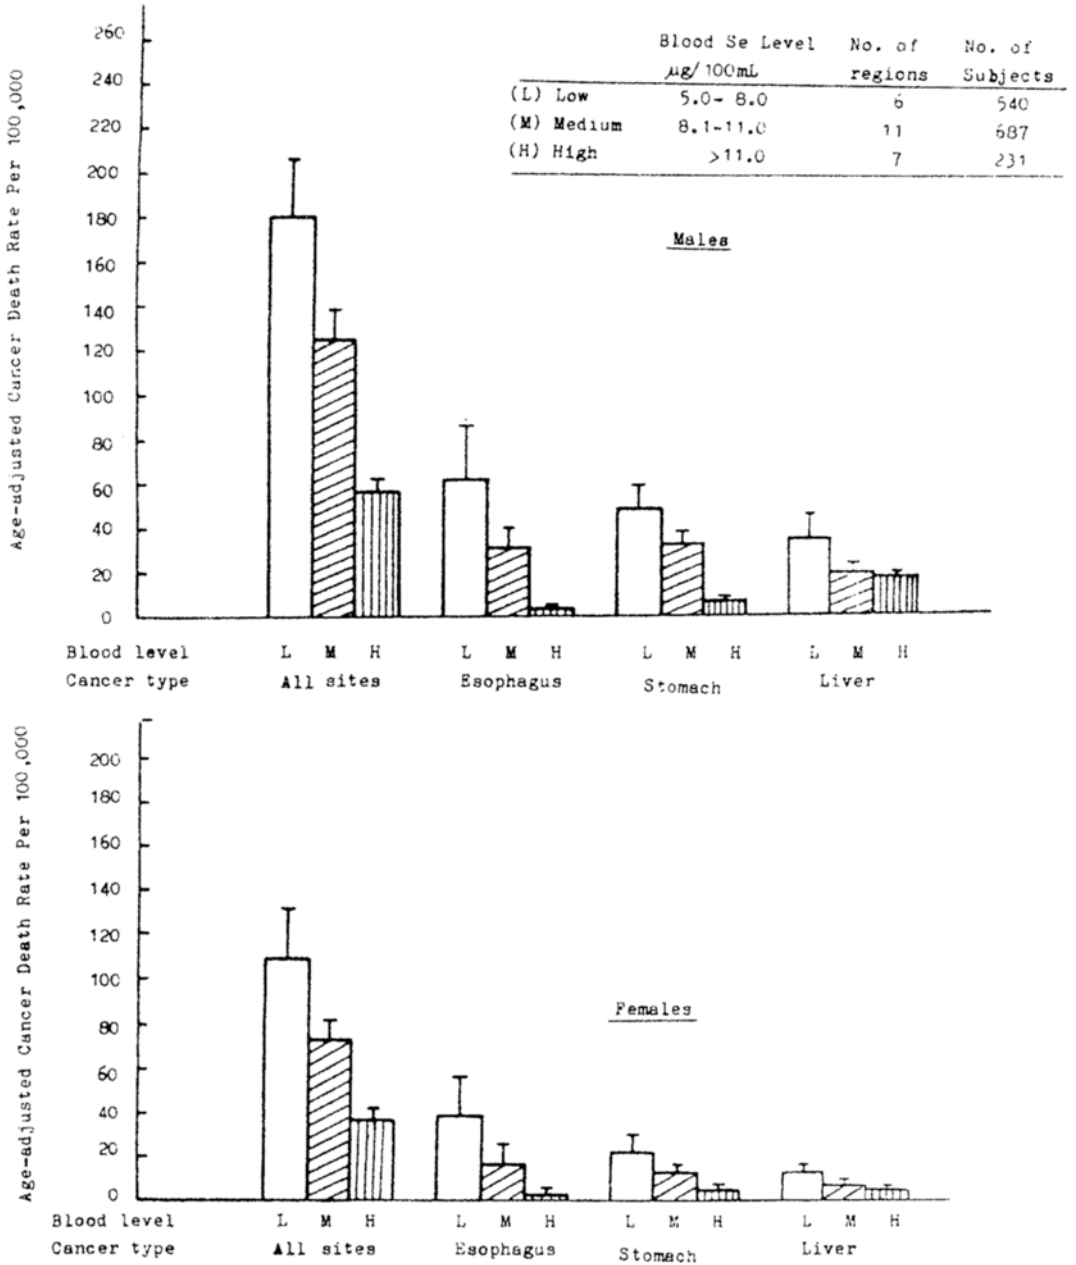 Blood Se Level No. of No. of
µg/100mL regions Subjects
(L) Low 5.0- 8.0 6 540
(M) Medium 8.1-11.0 11 687
(H) High >11.0 7 231
Males
Age-adjusted Cancer Death Rate Per 100,000
260
240
220
200
180
160
140
120
100
80
60
40
20
0
Blood level L M H L M H L M H L M H
Cancer type All sites Esophagus Stomach Liver
Females
Age-adjusted Cancer Death Rate Per 100,000
200
180
160
140
120
100
80
60
40
20
0
Blood level L M H L M H L M H L M H
Cancer type All sites Esophagus Stomach Liver